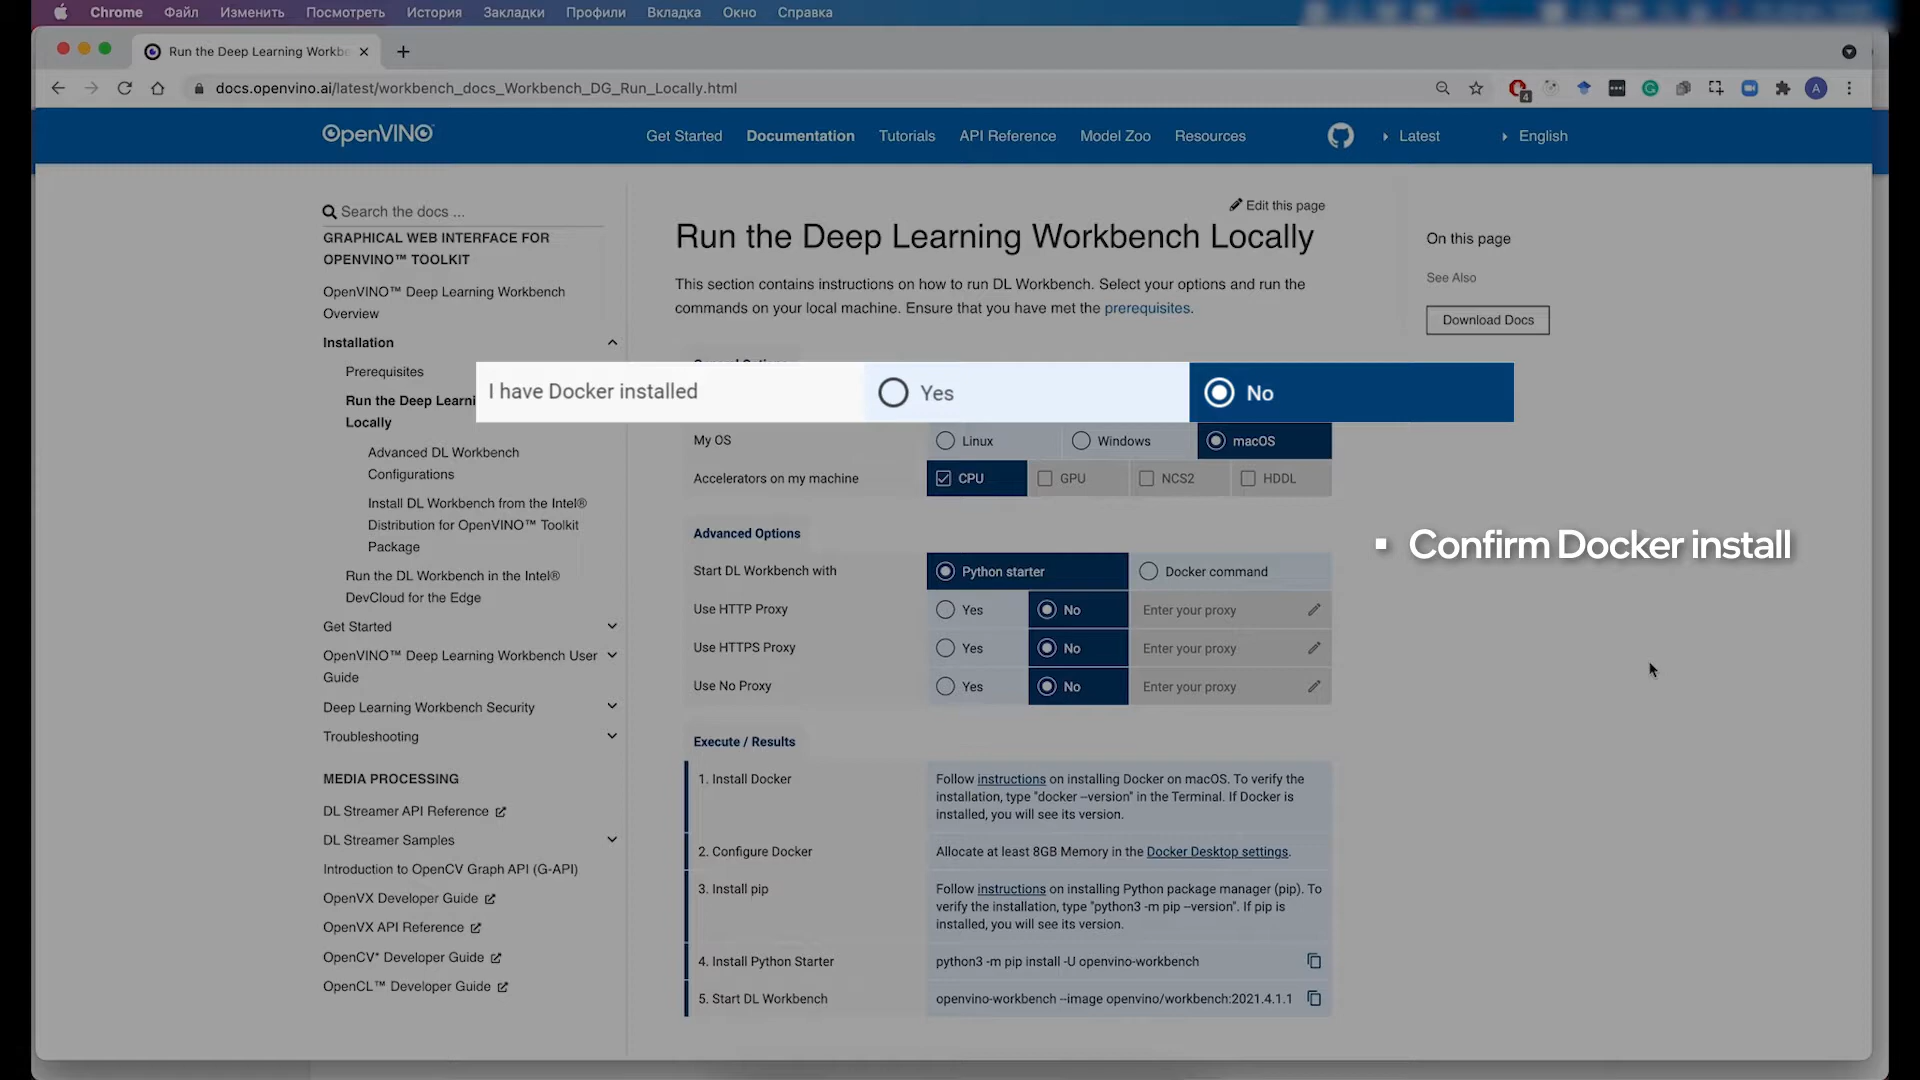 Chrome Файл Изменить Посмотреть История Закладки Профили Вкладка Окно Справка
Run the Deep Learning Workb
docs.openvino.ai/latest/workbench_docs_Workbench_DG_Run_Locally.html
4
A
OpenVINO
Get Started Documentation Tutorials API Reference Model Zoo Resources Latest English
Search the docs ...
GRAPHICAL WEB INTERFACE FOR
OPENVINO™ TOOLKIT
OpenVINO™ Deep Learning Workbench
Overview
Installation
Prerequisites
Run the Deep Learni
Locally
Advanced DL Workbench
Configurations
Install DL Workbench from the Intel®
Distribution for OpenVINO™ Toolkit
Package
Run the DL Workbench in the Intel®
DevCloud for the Edge
Get Started
OpenVINO™ Deep Learning Workbench User
Guide
Deep Learning Workbench Security
Troubleshooting
MEDIA PROCESSING
DL Streamer API Reference
DL Streamer Samples
Introduction to OpenCV Graph API (G-API)
OpenVX Developer Guide
OpenVX API Reference
OpenCV* Developer Guide
OpenCL™ Developer Guide
Edit this page
Run the Deep Learning Workbench Locally
This section contains instructions on how to run DL Workbench. Select your options and run the
commands on your local machine. Ensure that you have met the prerequisites.
I have Docker installed Yes No
My OS Linux Windows macOS
Accelerators on my machine CPU GPU NCS2 HDDL
Advanced Options
Start DL Workbench with Python starter Docker command
Use HTTP Proxy Yes No Enter your proxy
Use HTTPS Proxy Yes No Enter your proxy
Use No Proxy Yes No Enter your proxy
Execute / Results
1. Install Docker
Follow instructions on installing Docker on macOS. To verify the
installation, type "docker --version" in the Terminal. If Docker is
installed, you will see its version.
2. Configure Docker
Allocate at least 8GB Memory in the Docker Desktop settings.
3. Install pip
Follow instructions on installing Python package manager (pip). To
verify the installation, type "python3 -m pip --version". If pip is
installed, you will see its version.
4. Install Python Starter
python3 -m pip install -U openvino-workbench
5. Start DL Workbench
openvino-workbench --image openvino/workbench:2021.4.1.1
On this page
See Also
Download Docs
▪ Confirm Docker install